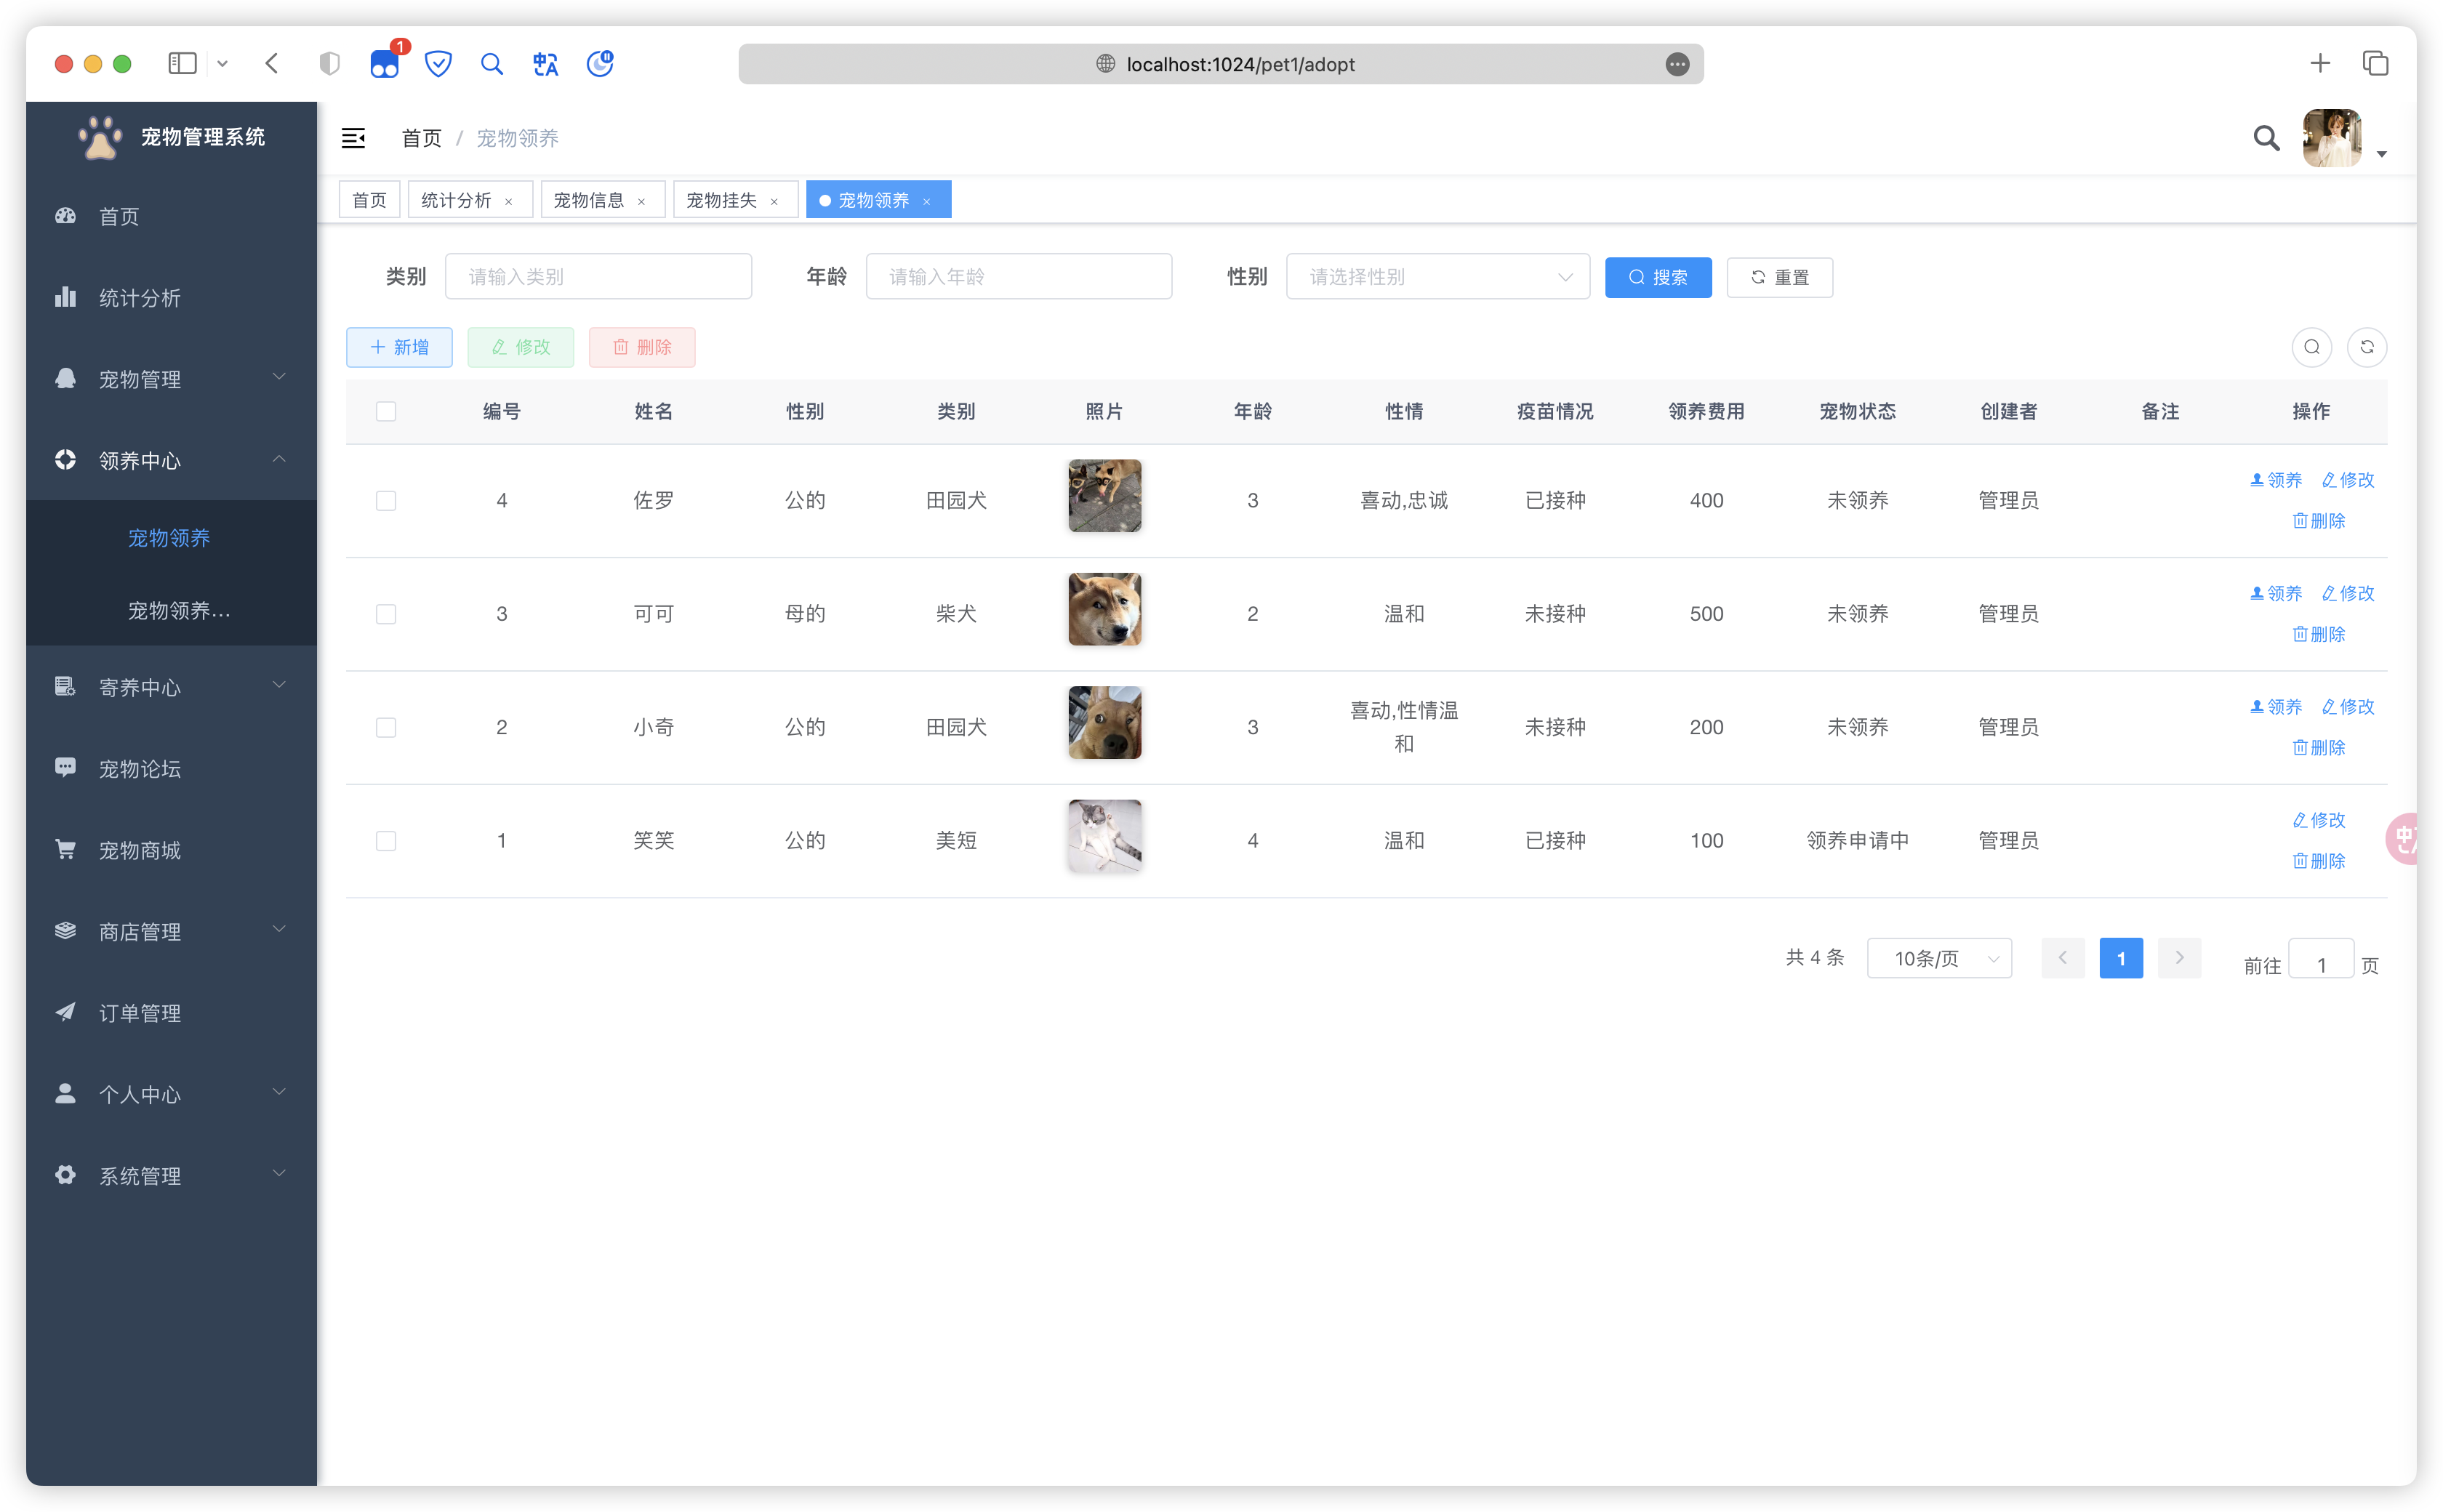 1
localhost:1024/pet1/adopt
宠物管理系统
首页 / 宠物领养
首页
统计分析 ×
宠物信息 ×
宠物挂失 ×
宠物领养 ×
首页
统计分析
宠物管理
领养中心
宠物领养
宠物领养...
寄养中心
宠物论坛
宠物商城
商店管理
订单管理
个人中心
系统管理
类别 请输入类别 年龄 请输入年龄 性别 请选择性别 搜索 重置
新增 修改 删除
编号 姓名 性别 类别 照片 年龄 性情 疫苗情况 领养费用 宠物状态 创建者 备注 操作
4 佐罗 公的 田园犬 3 喜动,忠诚 已接种 400 未领养 管理员 领养 修改
删除
3 可可 母的 柴犬 2 温和 未接种 500 未领养 管理员 领养 修改
删除
2 小奇 公的 田园犬 3 喜动,性情温
和 未接种 200 未领养 管理员 领养 修改
删除
1 笑笑 公的 美短 4 温和 已接种 100 领养申请中 管理员 修改
删除
共 4 条 10条/页 1 前往 1 页